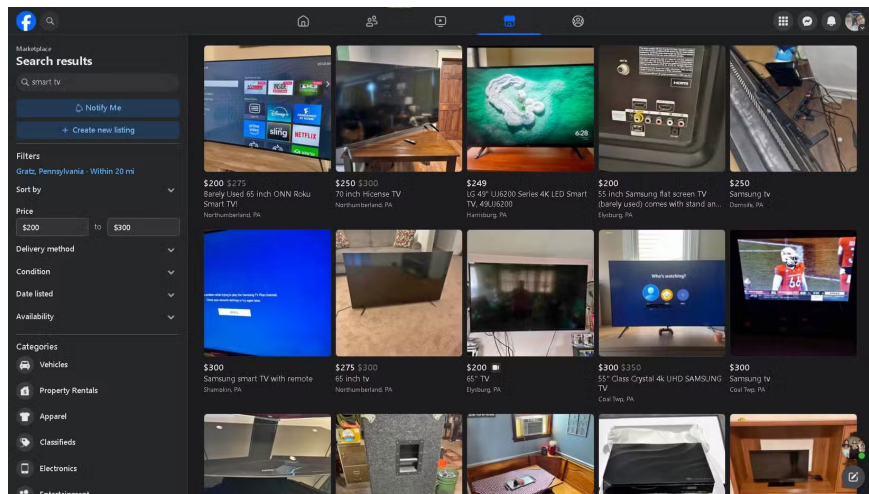 Marketplace
Search results
smart tv
Notify Me
+ Create new listing
Filters
Gratz, Pennsylvania · Within 20 mi
Sort by
Price
$200 to $300
Delivery method
Condition
Date listed
Availability
Categories
Vehicles
Property Rentals
Apparel
Classifieds
Electronics
Entertainment
sling
NETFLIX
6:28
HDMI
$200 $275
Barely Used 65 inch ONN Roku
Smart TV!
Northumberland, PA
$250 $300
70 inch Hicense TV
Northumberland, PA
$249
LG 49" UJ6200 Series 4K LED Smart
TV, 49UJ6200
Harrisburg, PA
$200
55 inch Samsung flat screen TV
(barely used) comes with stand an...
Elysburg, PA
$250
Samsung tv
Dornsife, PA
Who's watching?
$300
Samsung smart TV with remote
Shamokin, PA
$275 $300
65 inch tv
Northumberland, PA
$200
65" TV
Elysburg, PA
$300 $350
55" Class Crystal 4k UHD SAMSUNG
TV
Coal Twp, PA
$300
Samsung tv
Coal Twp, PA